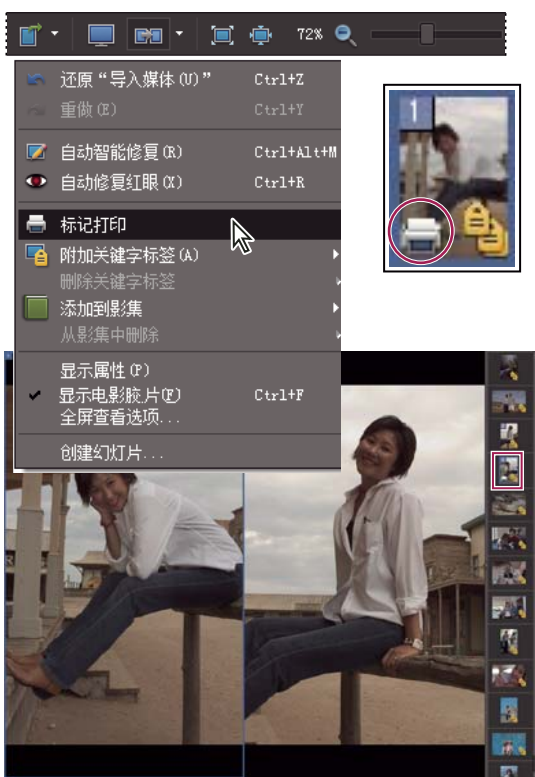 72%
还原“导入媒体(U)” Ctrl+Z
重做(E) Ctrl+Y
自动智能修复(R) Ctrl+Alt+M
自动修复红眼(X) Ctrl+R
标记打印
附加关键字标签(A)
删除关键字标签
添加到影集
从影集中删除
显示属性(P)
显示电影胶片(F) Ctrl+F
全屏查看选项...
创建幻灯片...
1